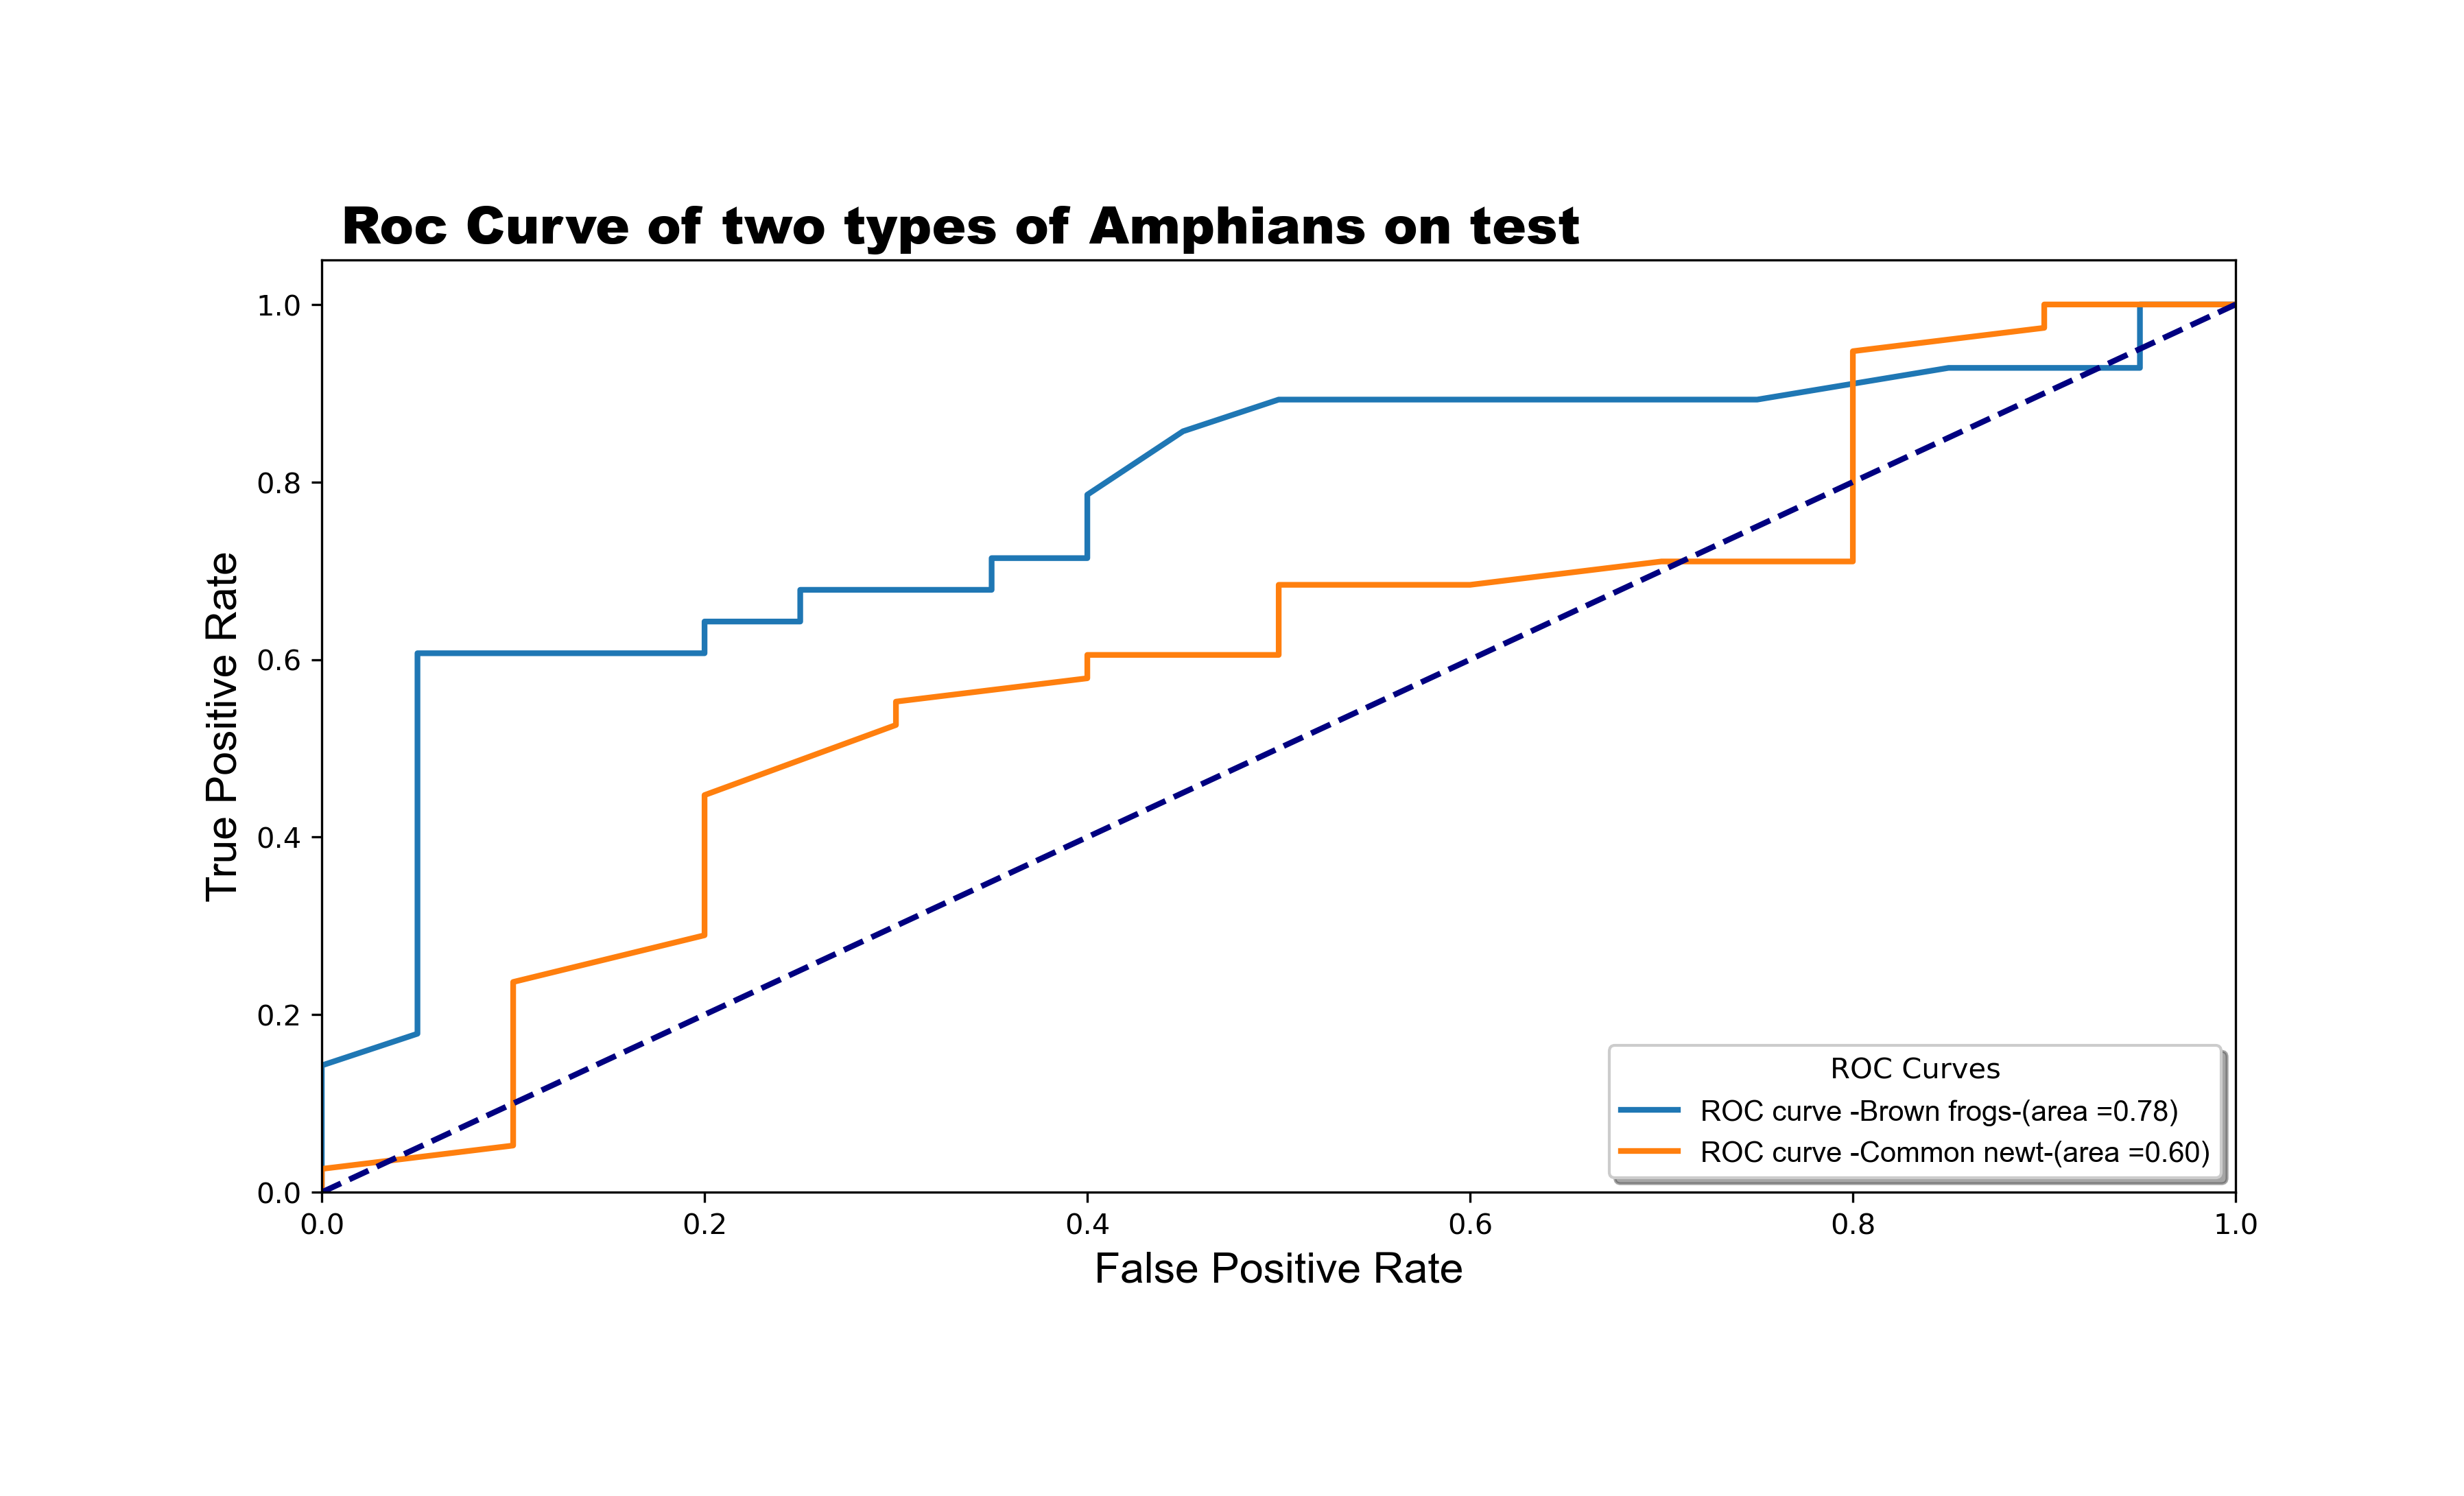 Roc Curve of two types of Amphians on test
True Positive Rate
1.0
0.8
0.6
0.4
0.2
0.0
0.0 0.2 0.4 0.6 0.8 1.0
False Positive Rate
ROC Curves
ROC curve -Brown frogs-(area =0.78)
ROC curve -Common newt-(area =0.60)